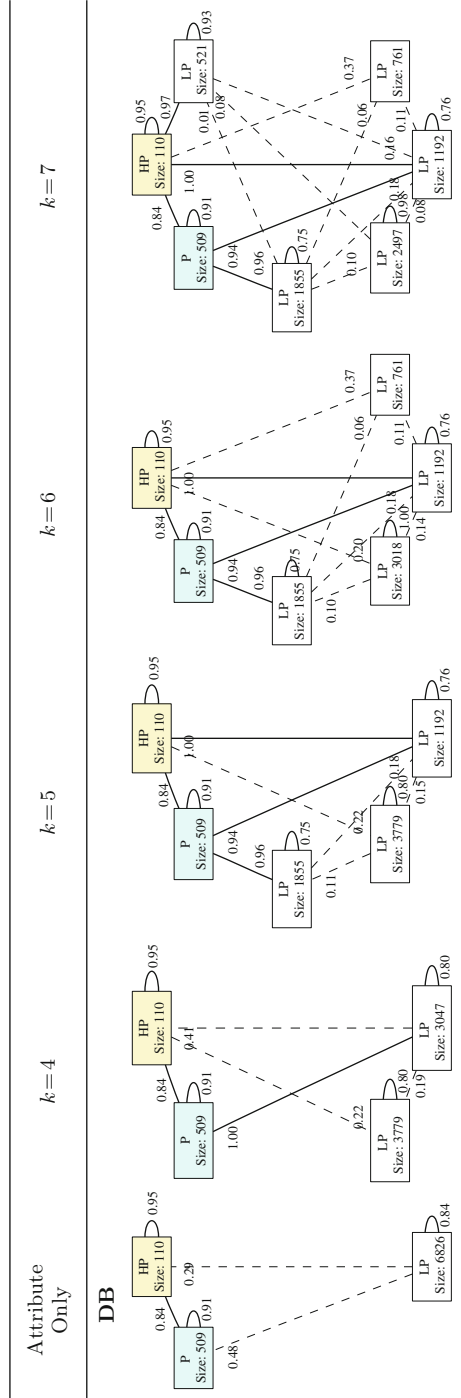 Attribute
Only
k=4
k=5
k=6
k=7
DB
HP
Size: 110
0.95
0.84
P
Size: 509
0.91
0.29
0.48
LP
Size: 6826
0.84
HP
Size: 110
0.95
0.84
P
Size: 509
0.91
0.41
1.00
0.22
LP
Size: 3779
0.80
0.19
LP
Size: 3047
0.80
HP
Size: 110
0.95
0.84
P
Size: 509
0.91
1.00
0.94
0.96
LP
Size: 1855
0.75
0.22
0.18
0.11
LP
Size: 3779
0.80
0.15
LP
Size: 1192
0.76
HP
Size: 110
0.95
0.84
P
Size: 509
0.91
1.00
0.37
0.94
0.96
LP
Size: 1855
0.75
0.06
LP
Size: 761
0.11
0.20
0.18
0.10
LP
Size: 3018
1.00
0.14
LP
Size: 1192
0.76
HP
Size: 110
0.95
0.97
LP
Size: 521
0.93
0.84
P
Size: 509
0.91
1.00
0.01
0.08
0.37
0.94
0.96
LP
Size: 1855
0.75
0.06
LP
Size: 761
0.11
0.16
0.18
0.10
LP
Size: 2497
0.98
0.08
LP
Size: 1192
0.76